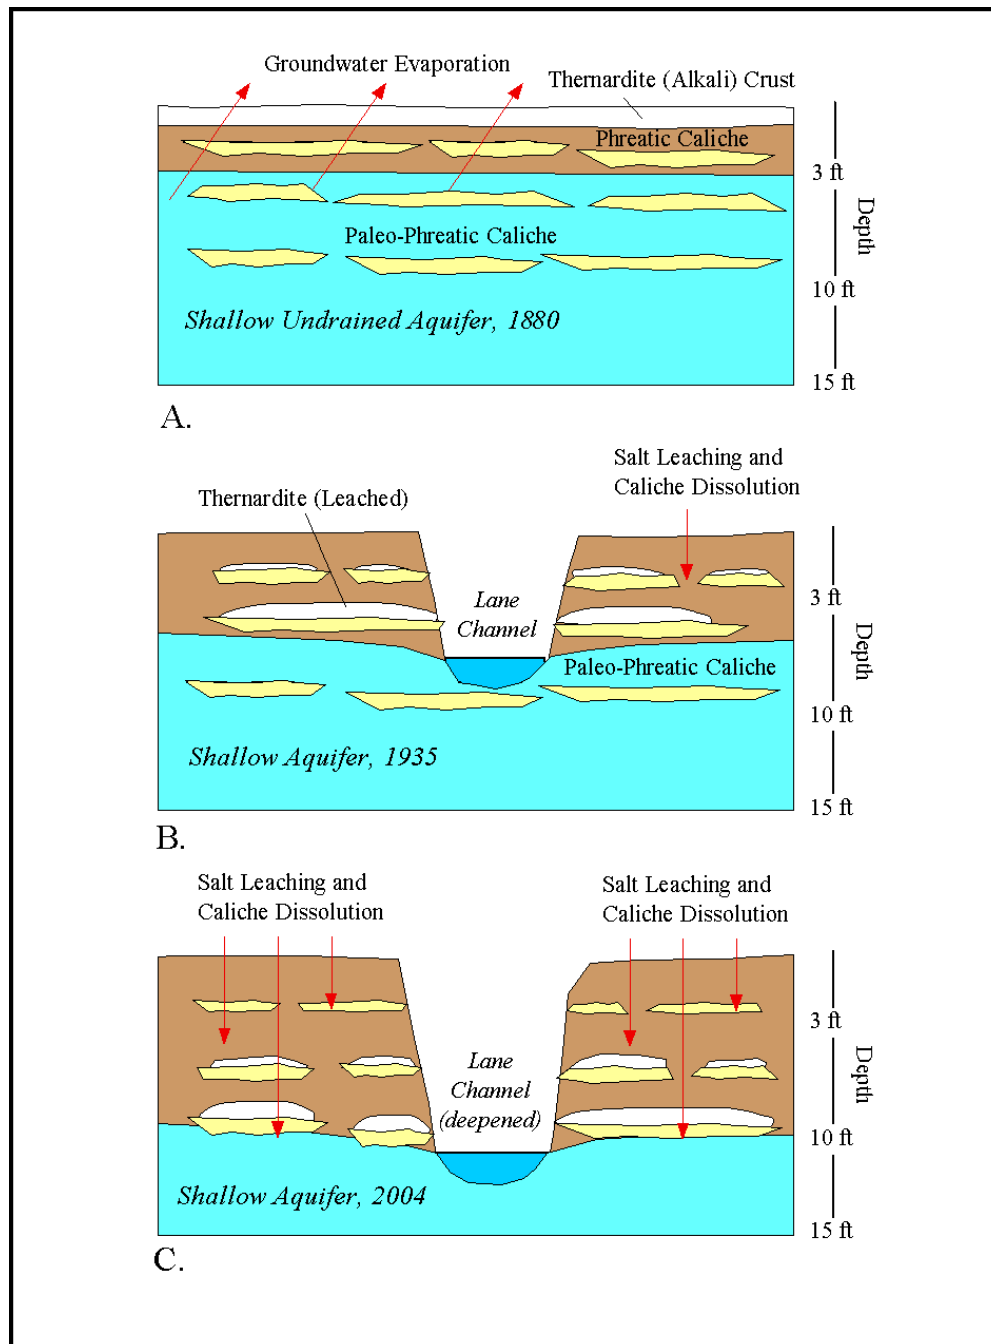 Groundwater Evaporation
Thernardite (Alkali) Crust
Phreatic Caliche
3 ft
Paleo-Phreatic Caliche
Depth
10 ft
Shallow Undrained Aquifer, 1880
15 ft
A.
Salt Leaching and
Caliche Dissolution
Thernardite (Leached)
Lane
Channel
3 ft
Paleo-Phreatic Caliche
Depth
10 ft
Shallow Aquifer, 1935
15 ft
B.
Salt Leaching and
Caliche Dissolution
Salt Leaching and
Caliche Dissolution
3 ft
Lane
Channel
(deepened)
Depth
10 ft
Shallow Aquifer, 2004
15 ft
C.